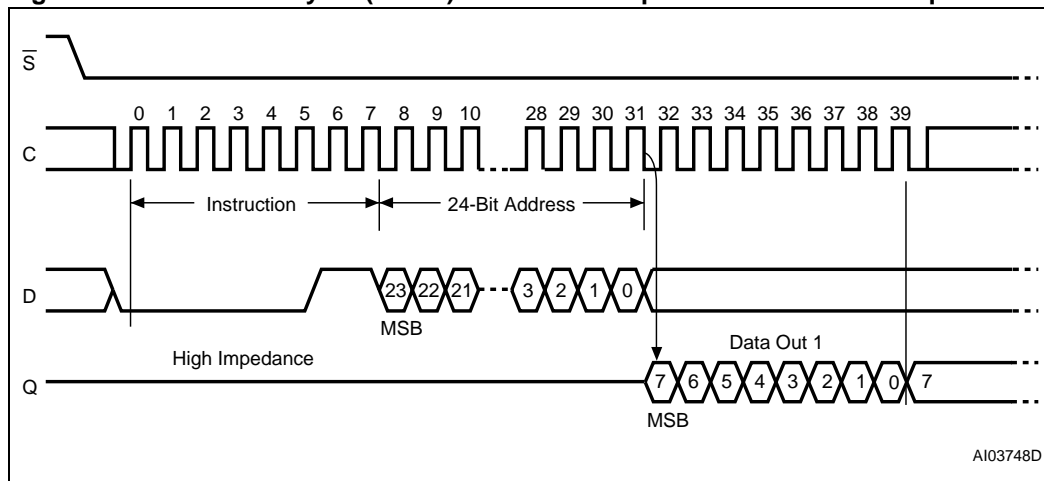 S
0 1 2 3 4 5 6 7 8 9 10 28 29 30 31 32 33 34 35 36 37 38 39
C
Instruction 24-Bit Address
D 23 22 21 3 2 1 0
MSB
High Impedance Data Out 1
Q 7 6 5 4 3 2 1 0 7
MSB
AI03748D